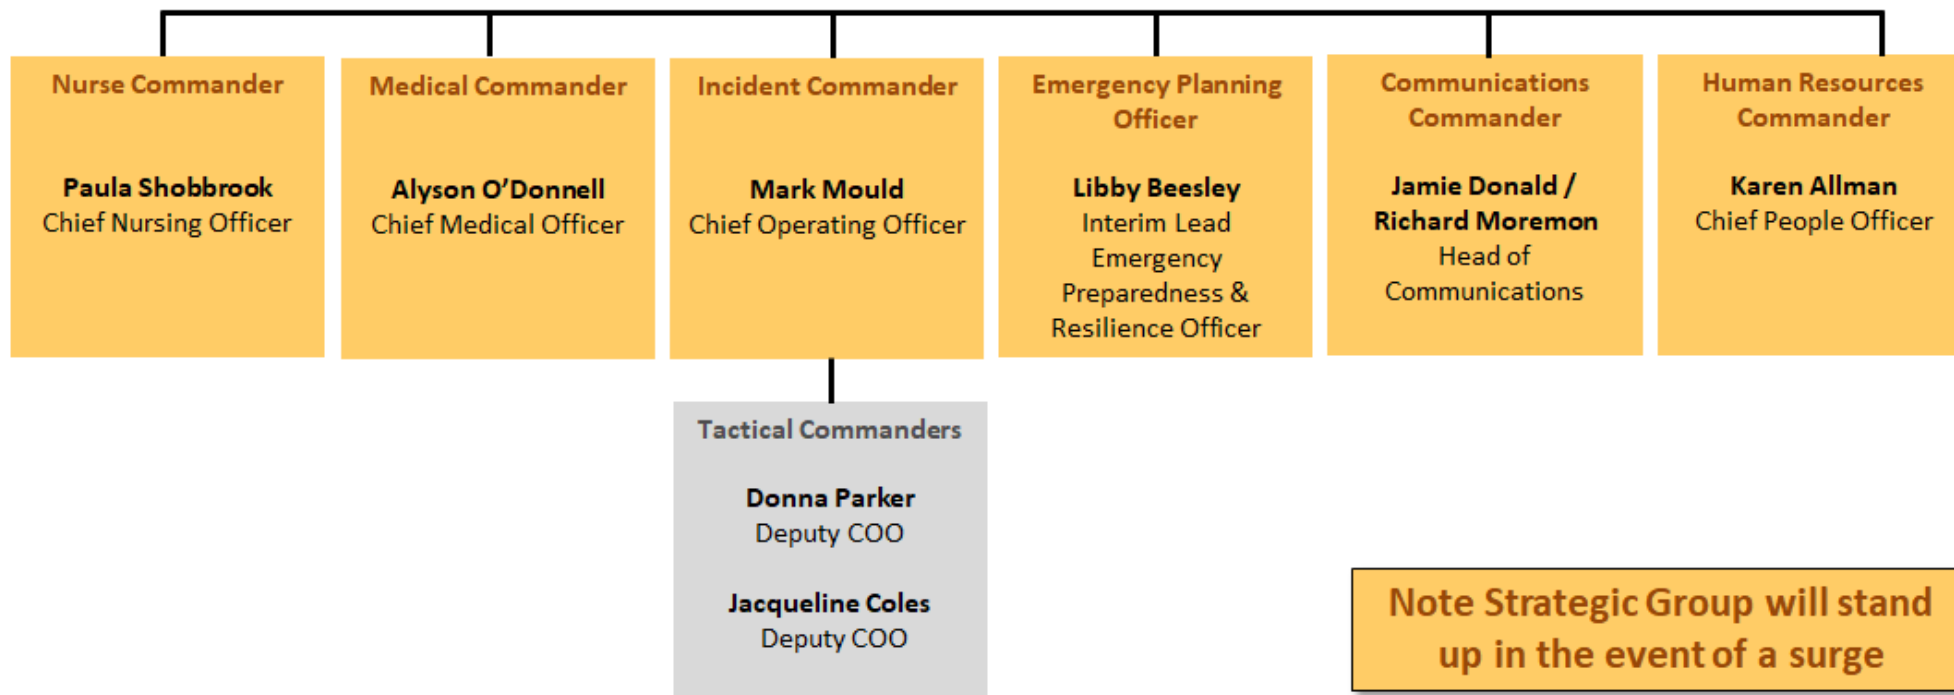 Nurse Commander
Paula Shobbrook
Chief Nursing Officer
Medical Commander
Alyson O’Donnell
Chief Medical Officer
Incident Commander
Mark Mould
Chief Operating Officer
Emergency Planning
Officer
Libby Beesley
Interim Lead
Emergency
Preparedness &
Resilience Officer
Communications
Commander
Jamie Donald /
Richard Moremon
Head of
Communications
Human Resources
Commander
Karen Allman
Chief People Officer
Tactical Commanders
Donna Parker
Deputy COO
Jacqueline Coles
Deputy COO
Note Strategic Group will stand
up in the event of a surge